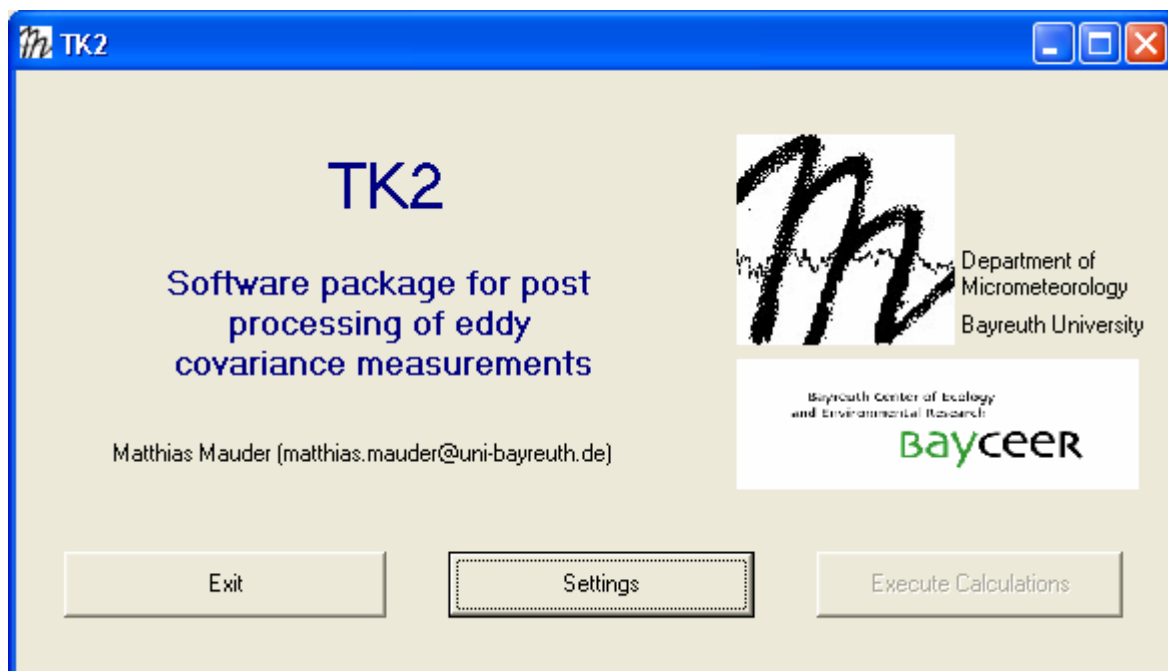 TK2
TK2
Software package for post
processing of eddy
covariance measurements
Matthias Mauder (matthias.mauder@uni-bayreuth.de)
Department of
Micrometeorology
Bayreuth University
Bayreuth Center of Ecology
and Environmental Research
Bayceer
Exit
Settings
Execute Calculations